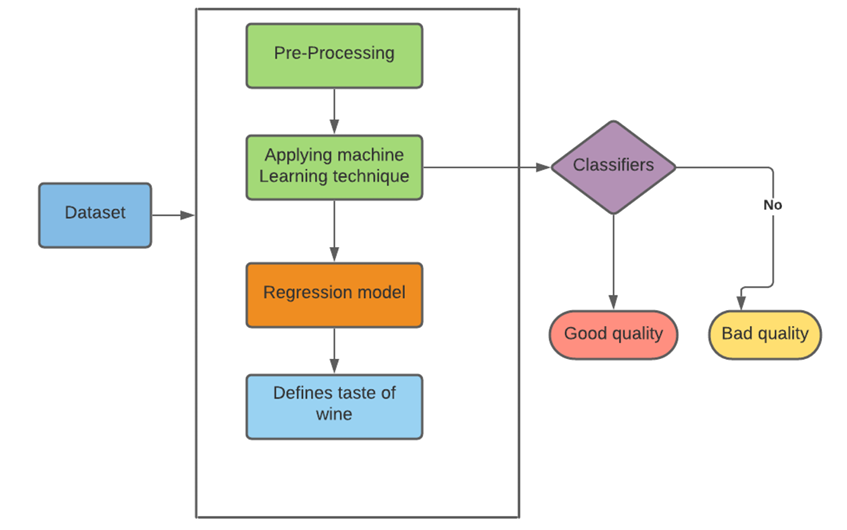 Pre-Processing
Applying machine
Learning technique
Classifiers
Dataset
No
Regression model
Good quality
Bad quality
Defines taste of
wine